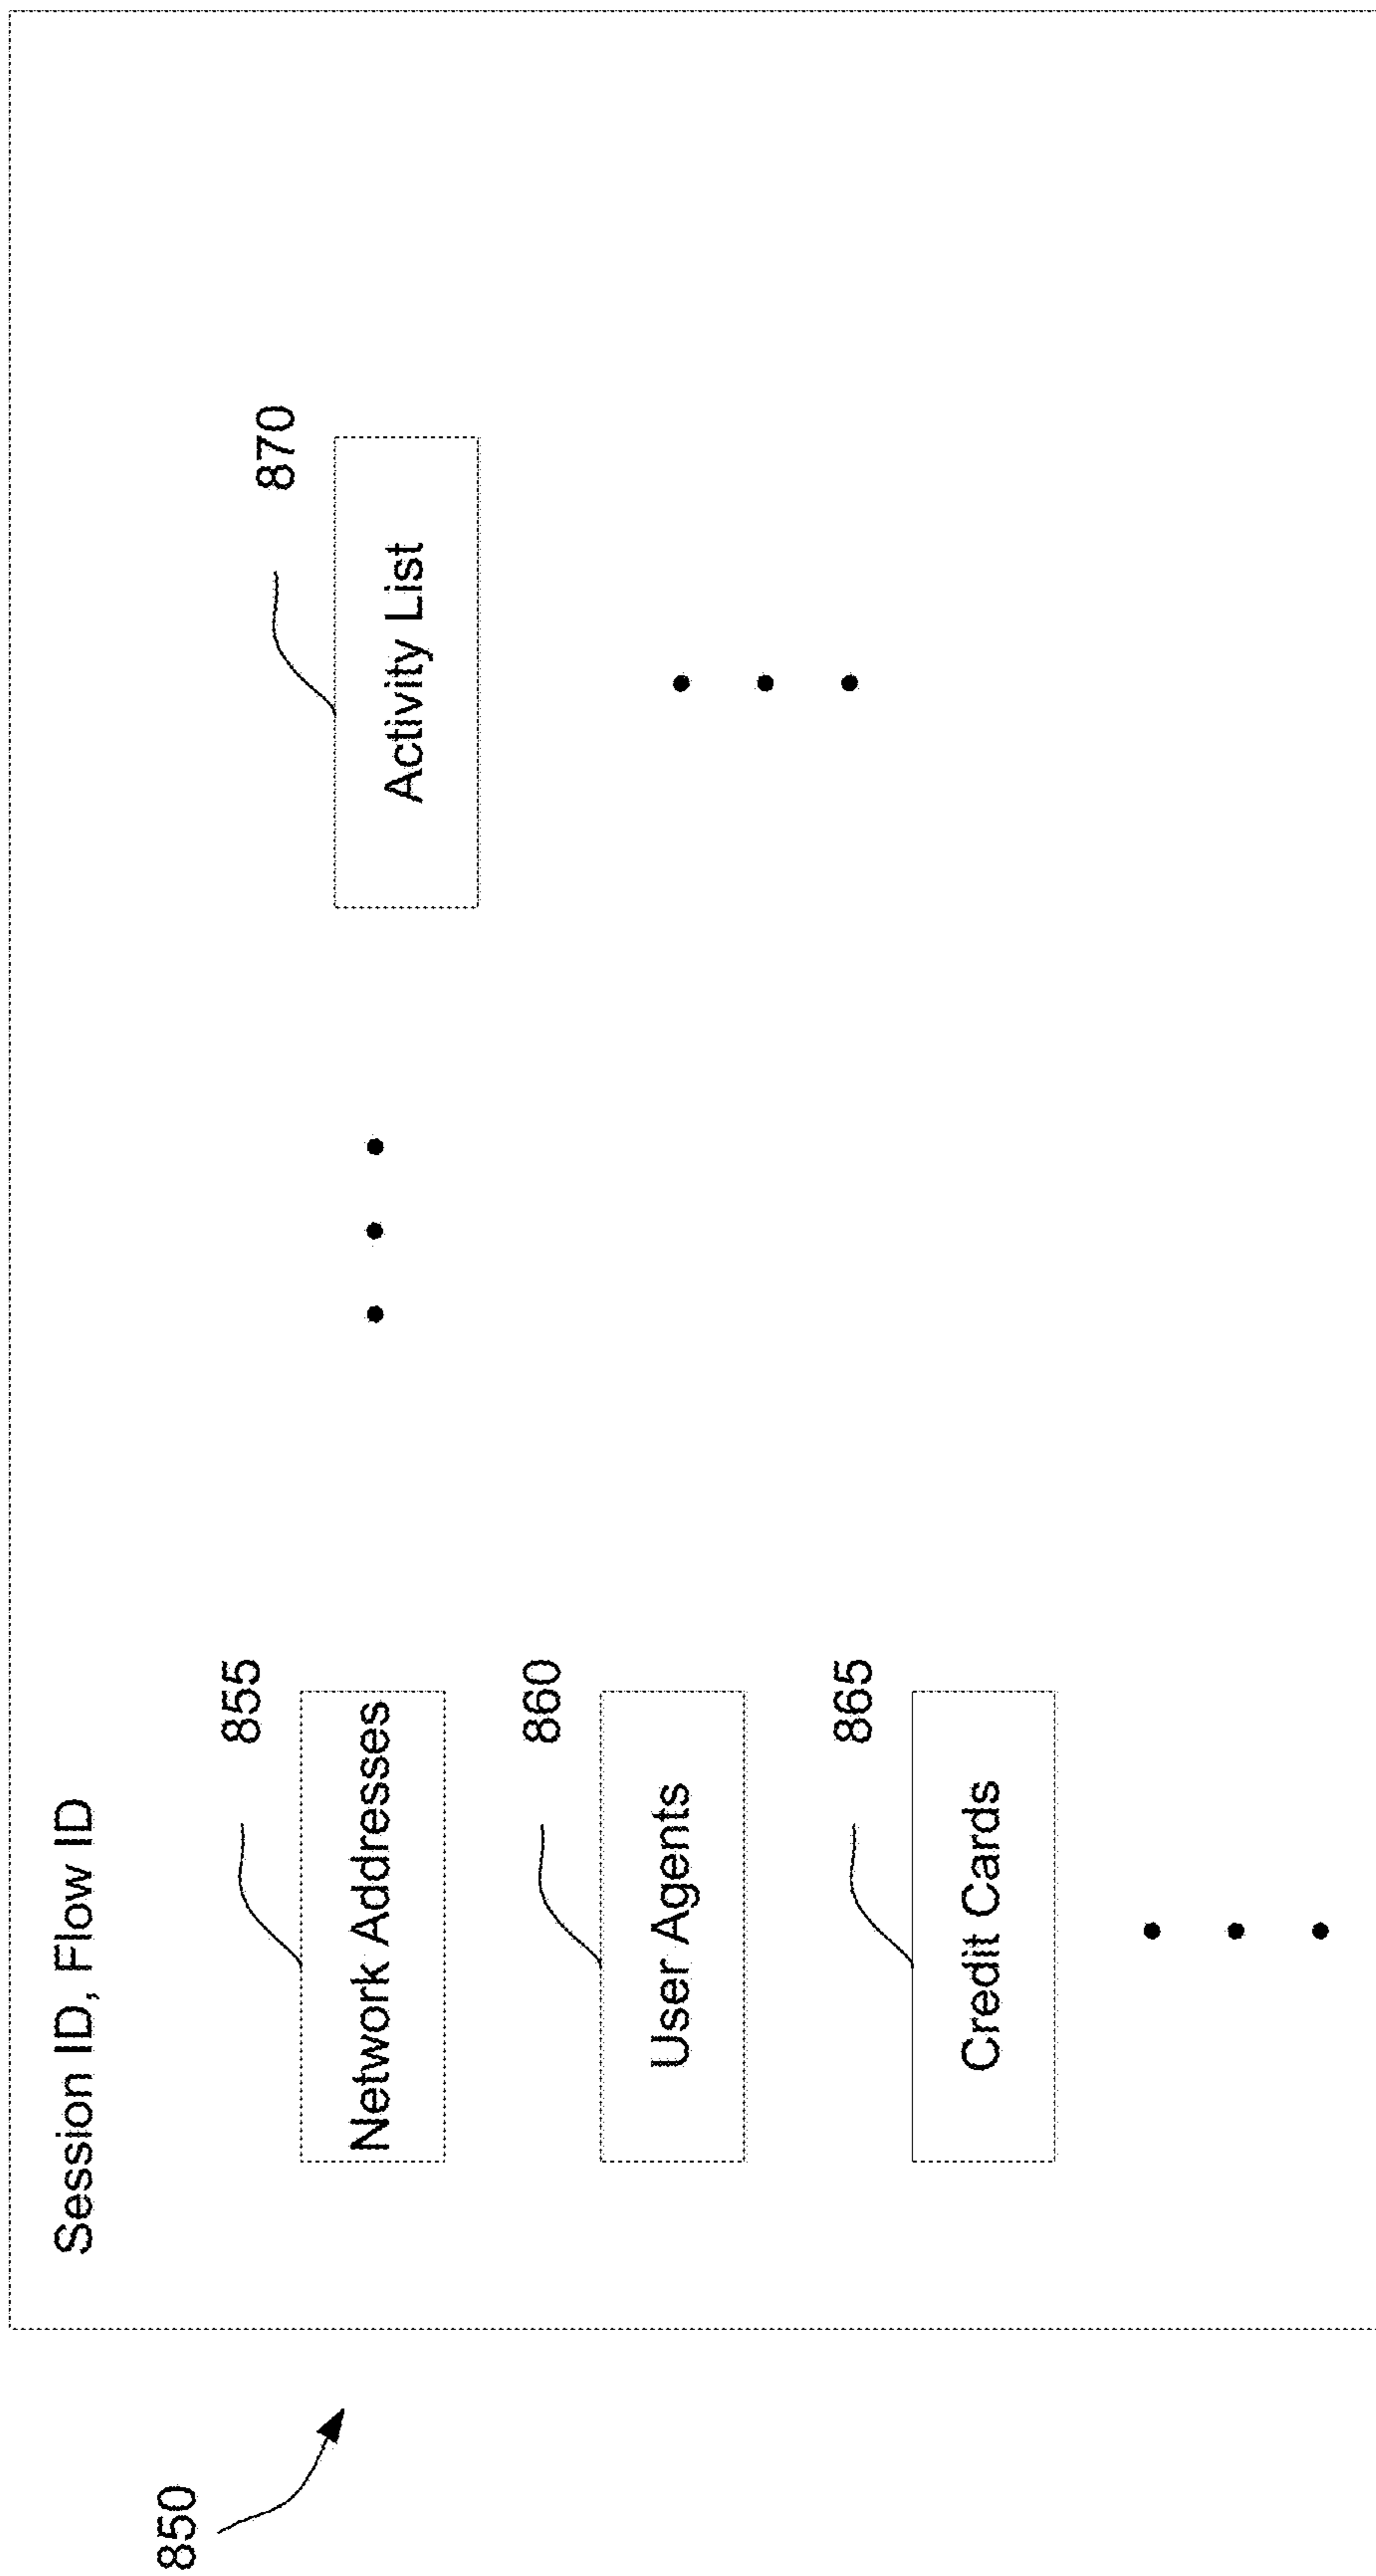 850
Session ID, Flow ID
855
Network Addresses
860
User Agents
865
Credit Cards
870
Activity List